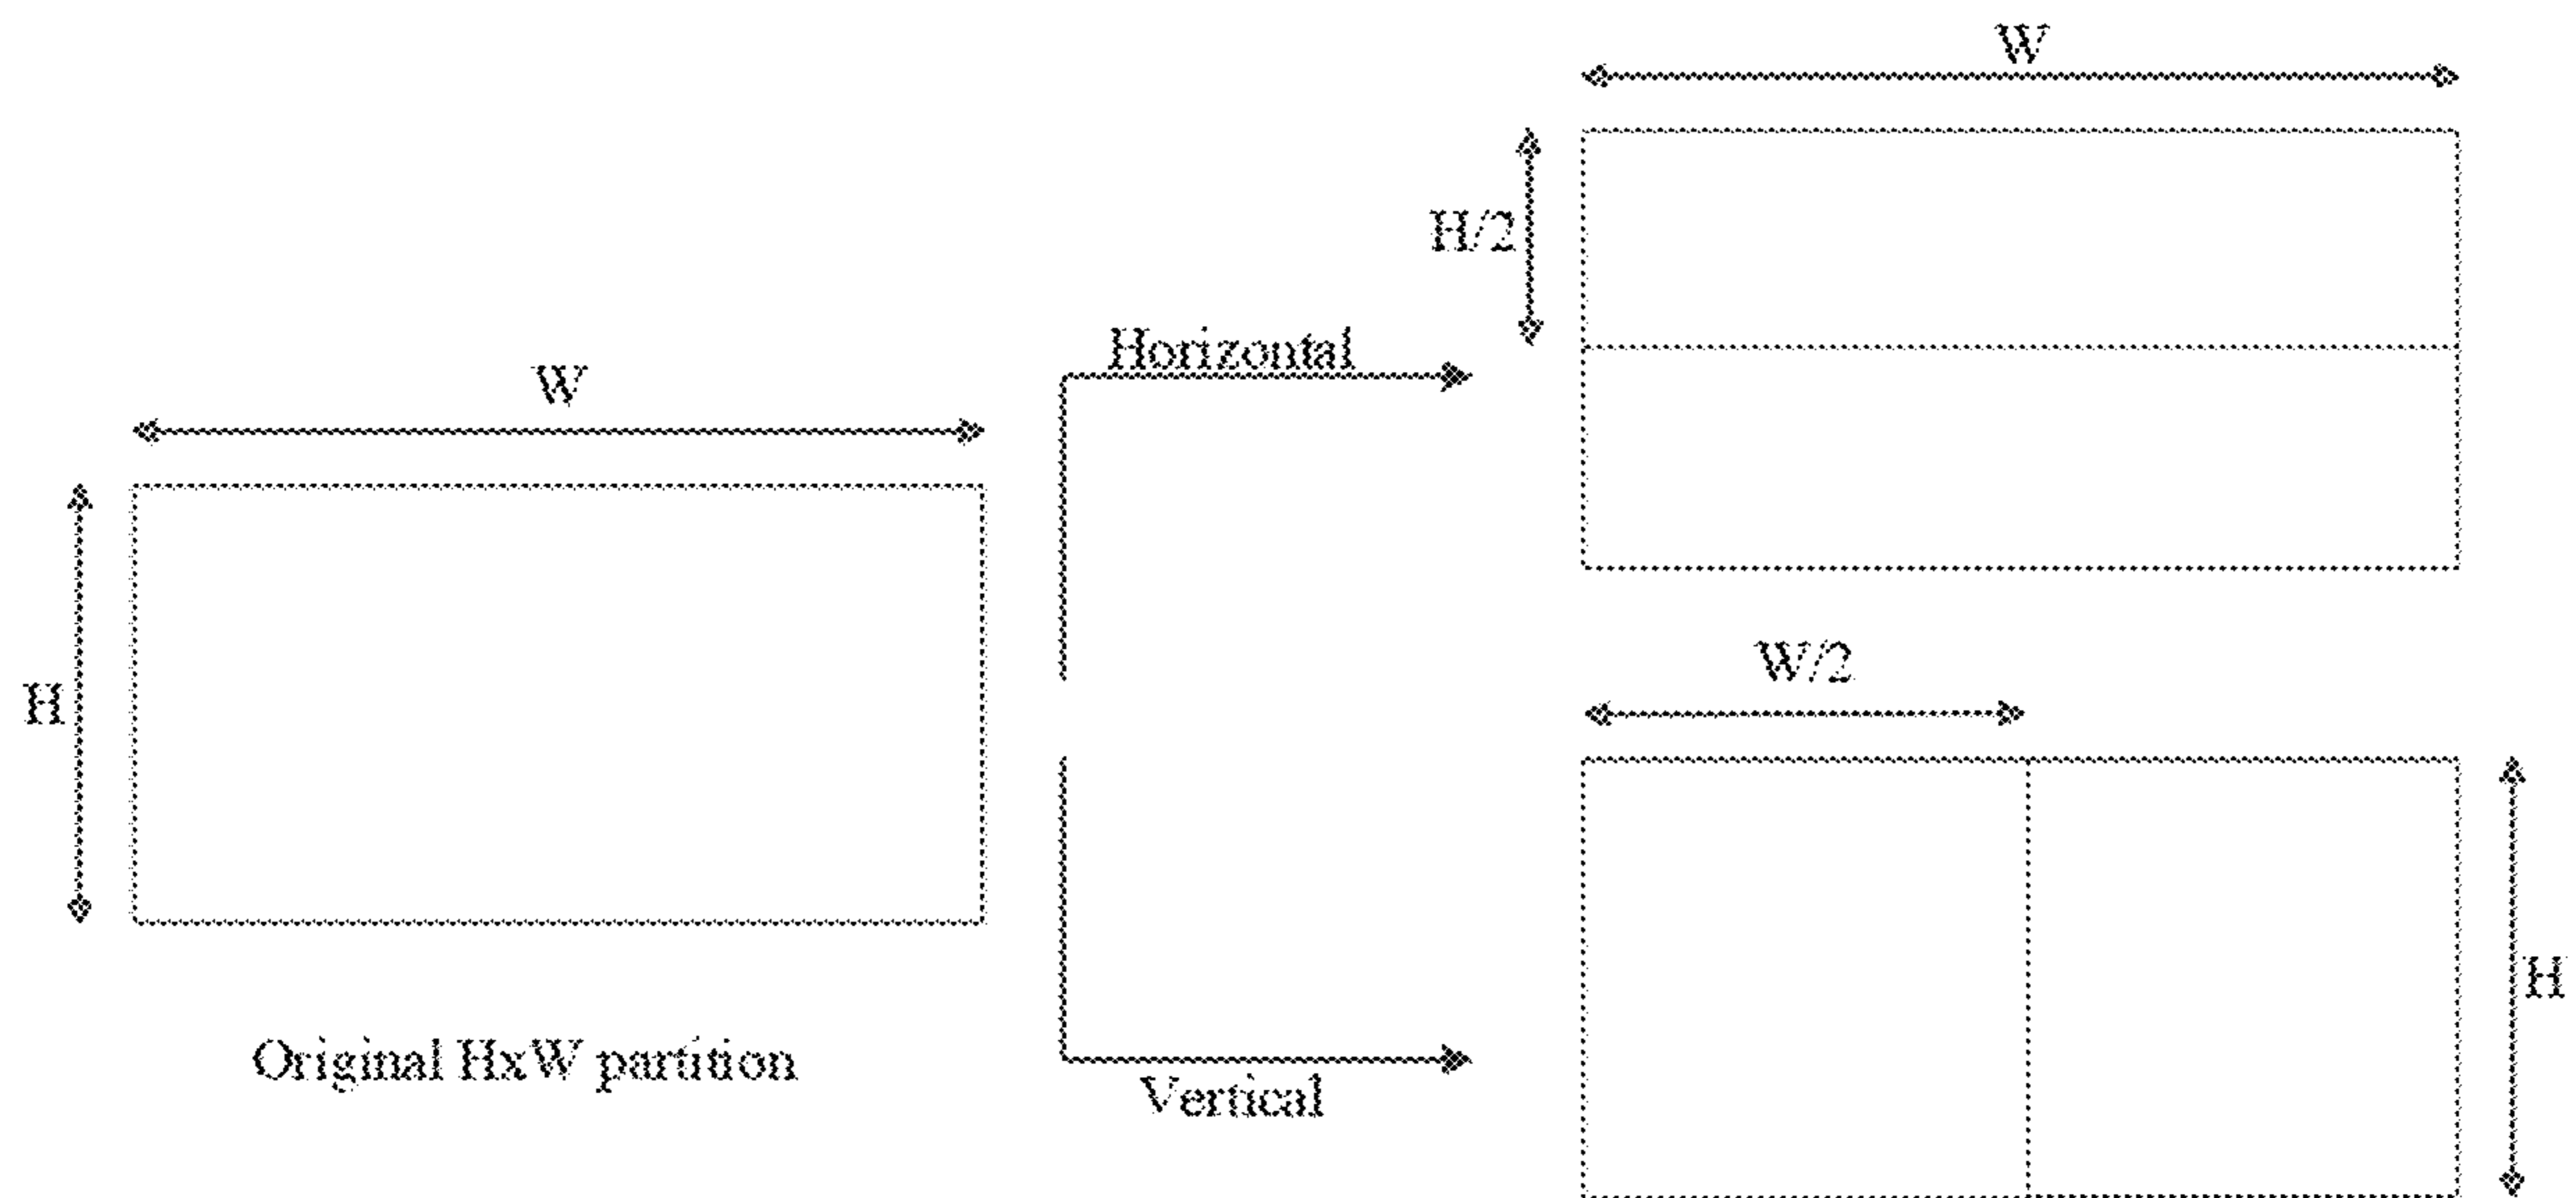 W
H/2
Horizontal
W
H
W/2
H
Original HxW partition
Vertical